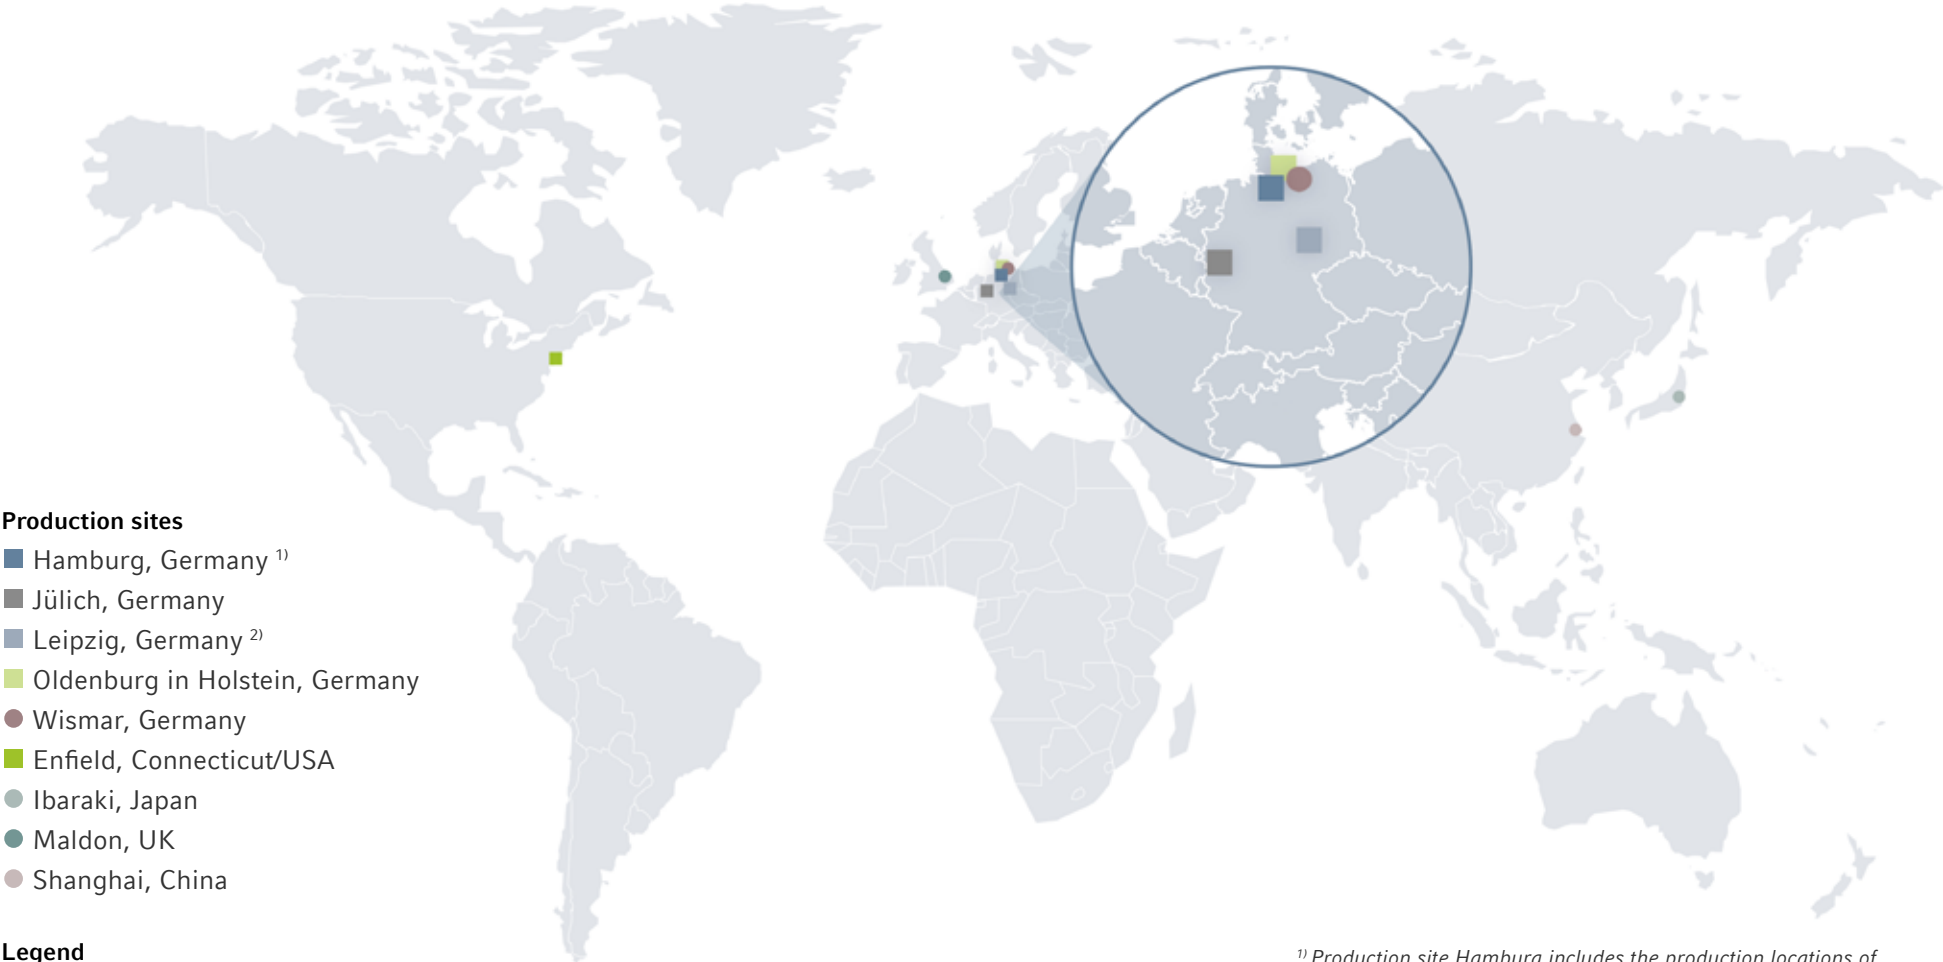 Production sites
Hamburg, Germany 1)
Jülich, Germany
Leipzig, Germany 2)
Oldenburg in Holstein, Germany
Wismar, Germany
Enfield, Connecticut/USA
Ibaraki, Japan
Maldon, UK
Shanghai, China
Legend
1) Production site Hamburg includes the production locations of